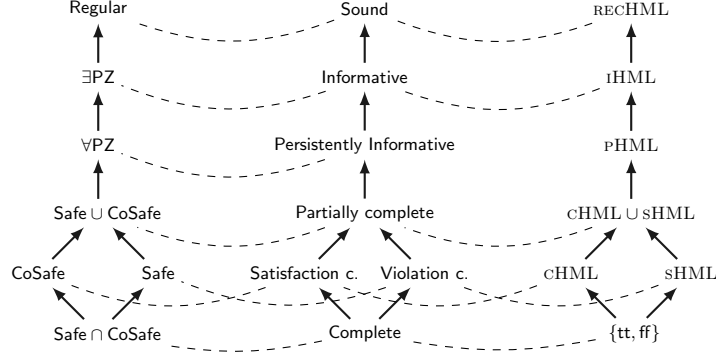 Regular Sound RECHML
∃PZ Informative IHML
∀PZ Persistently Informative PHML
Safe ∪ CoSafe Partially complete CHML ∪ SHML
CoSafe Safe Satisfaction c. Violation c. CHML SHML
Safe ∩ CoSafe Complete {tt, ff}